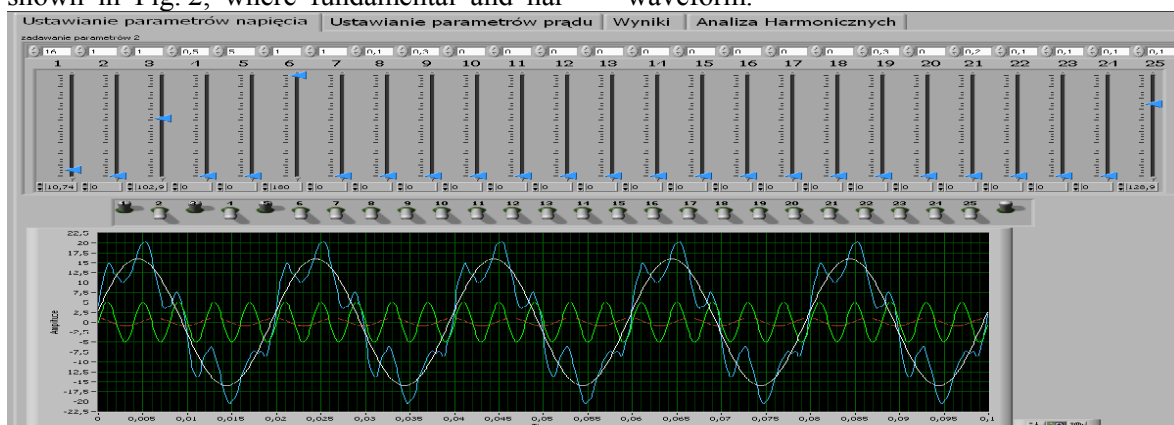 shown in Fig. 2, where fundamental and har- waveform.
Ustawianie parametrów napięcia Ustawianie parametrów prądu Wyniki Analiza Harmonicznych
zadawanie parametrów 2
16 1 1 0,5 5 1 1 0 0,1 0,3 0 0 0 0 0 0 0 0,3 0 0,2 0,1 0,1 0,1 0,1
1 2 3 4 5 6 7 8 9 10 11 12 13 14 15 16 17 18 19 20 21 22 23 24 25
10,74 0 102,9 0 0 180 0 0 0 0 0 0 0 0 0 0 0 0 0 0 0 0 0 0 128,9
1 2 3 4 5 6 7 8 9 10 11 12 13 14 15 16 17 18 19 20 21 22 23 24 25
22,5
20
17,5
15
12,5
10
7,5
5
2,5
0
-2,5
-5
-7,5
-10
-12,5
-15
-17,5
-20
-22,5
0 0,005 0,01 0,015 0,02 0,025 0,03 0,035 0,04 0,045 0,05 0,055 0,06 0,065 0,07 0,075 0,08 0,085 0,09 0,095 0,1